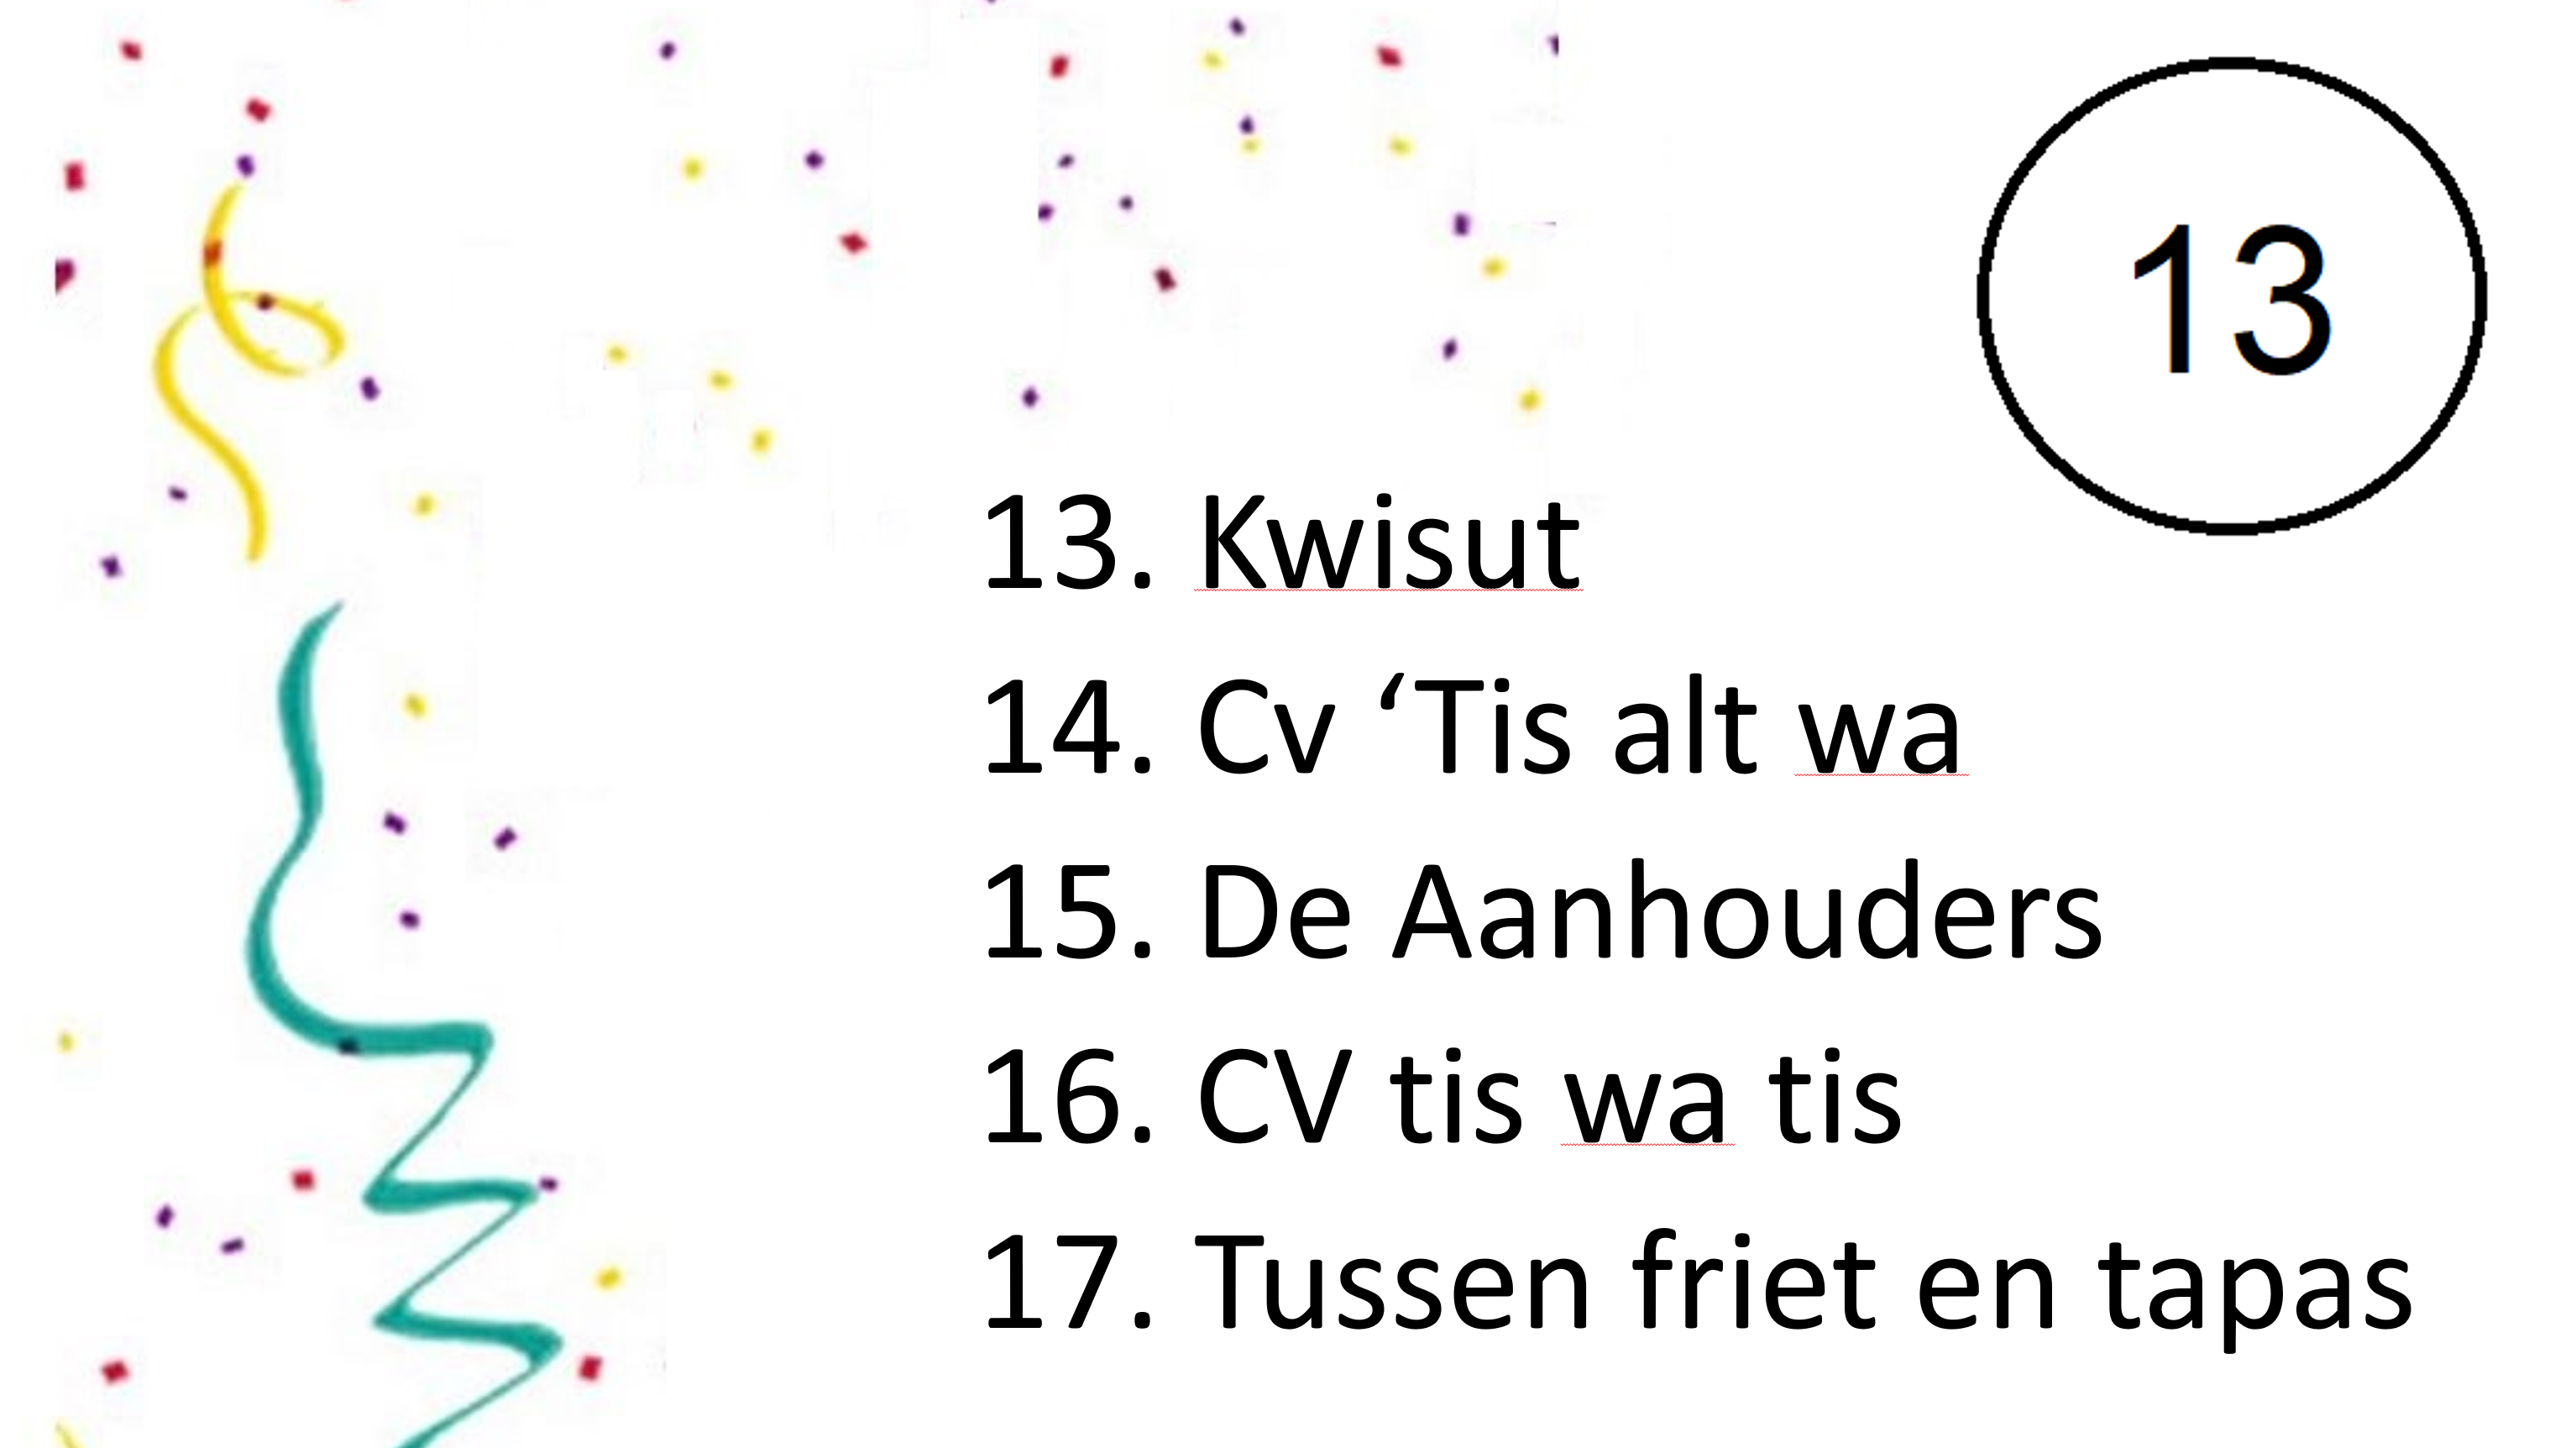 13
13. Kwisut
14. Cv ‘Tis alt wa
15. De Aanhouders
16. CV tis wa tis
17. Tussen friet en tapas